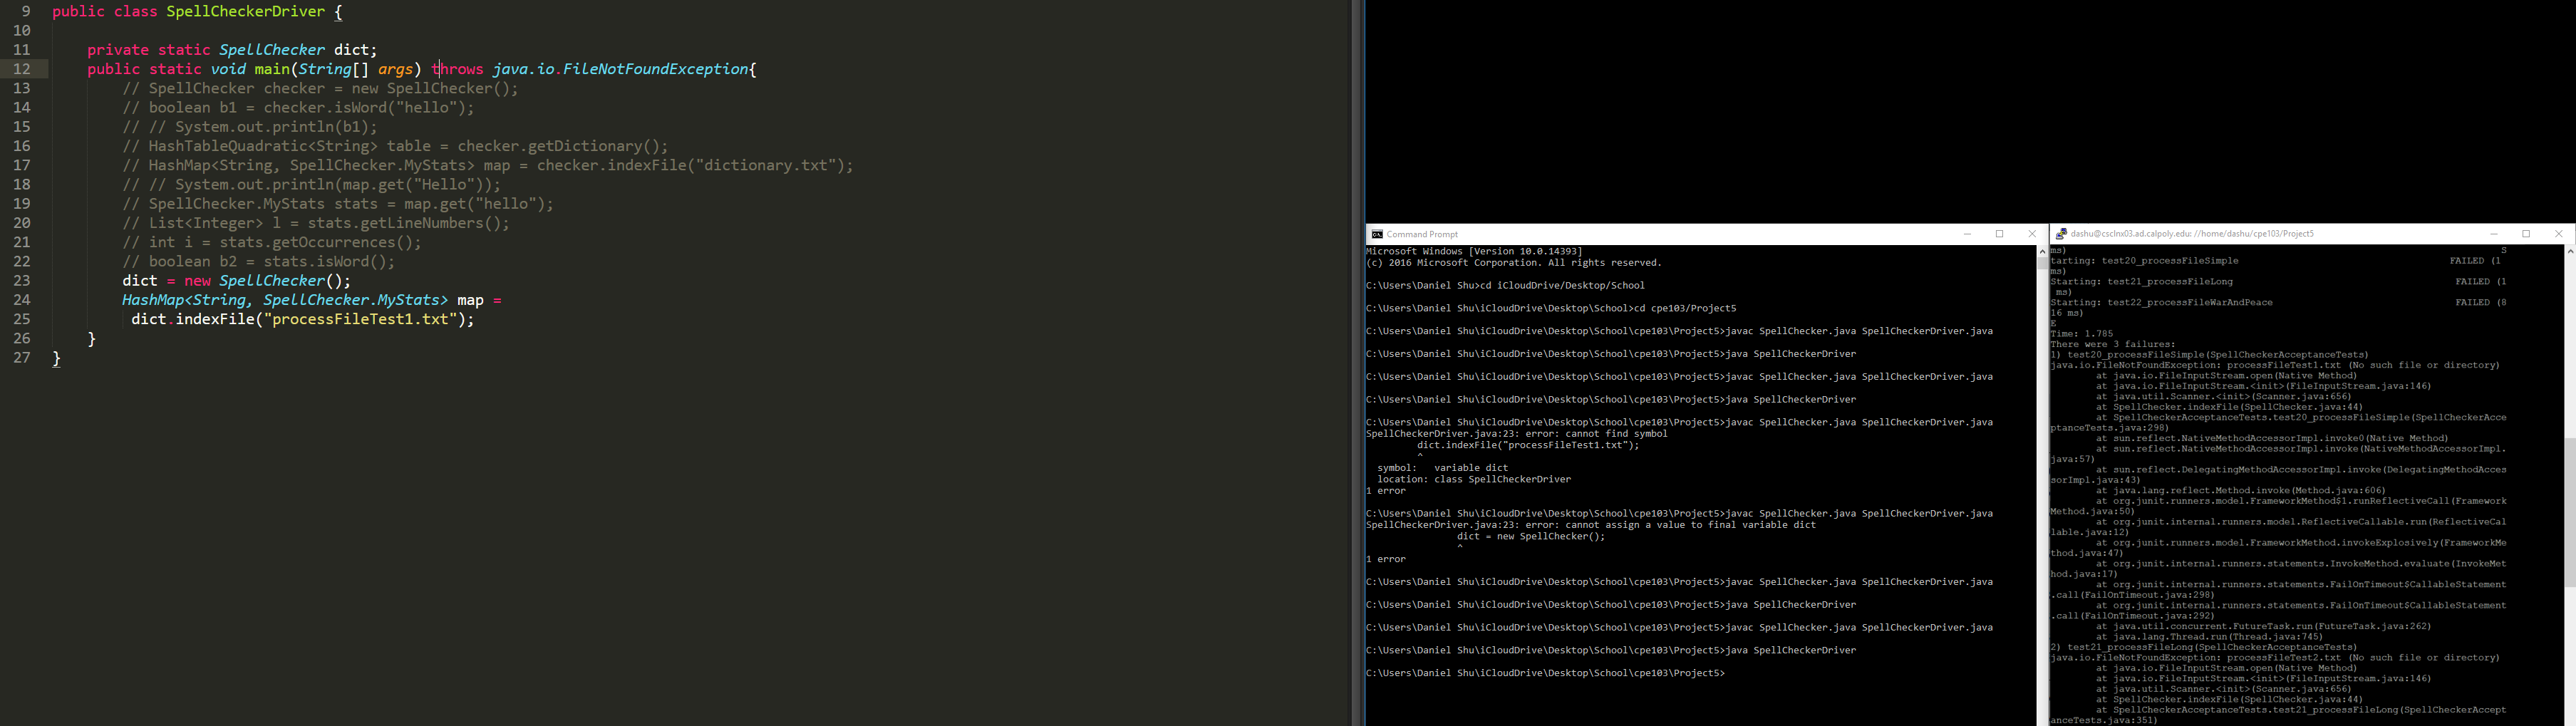 9 public class SpellCheckerDriver {
10
11 private static SpellChecker dict;
12 public static void main(String[] args) throws java.io.FileNotFoundException{
13 // SpellChecker checker = new SpellChecker();
14 // boolean b1 = checker.isWord("hello");
15 // // System.out.println(b1);
16 // HashTableQuadratic<String> table = checker.getDictionary();
17 // HashMap<String, SpellChecker.MyStats> map = checker.indexFile("dictionary.txt");
18 // // System.out.println(map.get("Hello"));
19 // SpellChecker.MyStats stats = map.get("hello");
20 // List<Integer> l = stats.getLineNumbers();
21 // int i = stats.getOccurrences();
22 // boolean b2 = stats.isWord();
23 dict = new SpellChecker();
24 HashMap<String, SpellChecker.MyStats> map =
25 dict.indexFile("processFileTest1.txt");
26 }
27 }
Command Prompt
Microsoft Windows [Version 10.0.14393]
(c) 2016 Microsoft Corporation. All rights reserved.
C:\Users\Daniel Shu>cd iCloudDrive/Desktop/School
C:\Users\Daniel Shu\iCloudDrive\Desktop\School>cd cpe103/Project5
C:\Users\Daniel Shu\iCloudDrive\Desktop\School\cpe103\Project5>javac SpellChecker.java SpellCheckerDriver.java
C:\Users\Daniel Shu\iCloudDrive\Desktop\School\cpe103\Project5>java SpellCheckerDriver
C:\Users\Daniel Shu\iCloudDrive\Desktop\School\cpe103\Project5>javac SpellChecker.java SpellCheckerDriver.java
C:\Users\Daniel Shu\iCloudDrive\Desktop\School\cpe103\Project5>java SpellCheckerDriver
C:\Users\Daniel Shu\iCloudDrive\Desktop\School\cpe103\Project5>javac SpellChecker.java SpellCheckerDriver.java
SpellCheckerDriver.java:23: error: cannot find symbol
dict.indexFile("processFileTest1.txt");
^
symbol: variable dict
location: class SpellCheckerDriver
1 error
C:\Users\Daniel Shu\iCloudDrive\Desktop\School\cpe103\Project5>javac SpellChecker.java SpellCheckerDriver.java
SpellCheckerDriver.java:23: error: cannot assign a value to final variable dict
dict = new SpellChecker();
^
1 error
C:\Users\Daniel Shu\iCloudDrive\Desktop\School\cpe103\Project5>javac SpellChecker.java SpellCheckerDriver.java
C:\Users\Daniel Shu\iCloudDrive\Desktop\School\cpe103\Project5>java SpellCheckerDriver
C:\Users\Daniel Shu\iCloudDrive\Desktop\School\cpe103\Project5>javac SpellChecker.java SpellCheckerDriver.java
C:\Users\Daniel Shu\iCloudDrive\Desktop\School\cpe103\Project5>java SpellCheckerDriver
C:\Users\Daniel Shu\iCloudDrive\Desktop\School\cpe103\Project5>
dashu@csclnx03.ad.calpoly.edu: //home/dashu/cpe103/Project5
ms) S
tarting: test20_processFileSimple FAILED (1
ms)
Starting: test21_processFileLong FAILED (1
ms)
Starting: test22_processFileWarAndPeace FAILED (8
16 ms)
E
Time: 1.785
There were 3 failures:
1) test20_processFileSimple(SpellCheckerAcceptanceTests)
java.io.FileNotFoundException: processFileTest1.txt (No such file or directory)
at java.io.FileInputStream.open(Native Method)
at java.io.FileInputStream.<init>(FileInputStream.java:146)
at java.util.Scanner.<init>(Scanner.java:656)
at SpellChecker.indexFile(SpellChecker.java:44)
at SpellCheckerAcceptanceTests.test20_processFileSimple(SpellCheckerAcce
ptanceTests.java:298)
at sun.reflect.NativeMethodAccessorImpl.invoke0(Native Method)
at sun.reflect.NativeMethodAccessorImpl.invoke(NativeMethodAccessorImpl.
java:57)
at sun.reflect.DelegatingMethodAccessorImpl.invoke(DelegatingMethodAcces
sorImpl.java:43)
at java.lang.reflect.Method.invoke(Method.java:606)
at org.junit.runners.model.FrameworkMethod$1.runReflectiveCall(Framework
Method.java:50)
at org.junit.internal.runners.model.ReflectiveCallable.run(ReflectiveCal
lable.java:12)
at org.junit.runners.model.FrameworkMethod.invokeExplosively(FrameworkMe
thod.java:47)
at org.junit.internal.runners.statements.InvokeMethod.evaluate(InvokeMet
hod.java:17)
at org.junit.internal.runners.statements.FailOnTimeout$CallableStatement
.call(FailOnTimeout.java:298)
at org.junit.internal.runners.statements.FailOnTimeout$CallableStatement
.call(FailOnTimeout.java:292)
at java.util.concurrent.FutureTask.run(FutureTask.java:262)
at java.lang.Thread.run(Thread.java:745)
2) test21_processFileLong(SpellCheckerAcceptanceTests)
java.io.FileNotFoundException: processFileTest2.txt (No such file or directory)
at java.io.FileInputStream.open(Native Method)
at java.io.FileInputStream.<init>(FileInputStream.java:146)
at java.util.Scanner.<init>(Scanner.java:656)
at SpellChecker.indexFile(SpellChecker.java:44)
at SpellCheckerAcceptanceTests.test21_processFileLong(SpellCheckerAccept
anceTests.java:351)